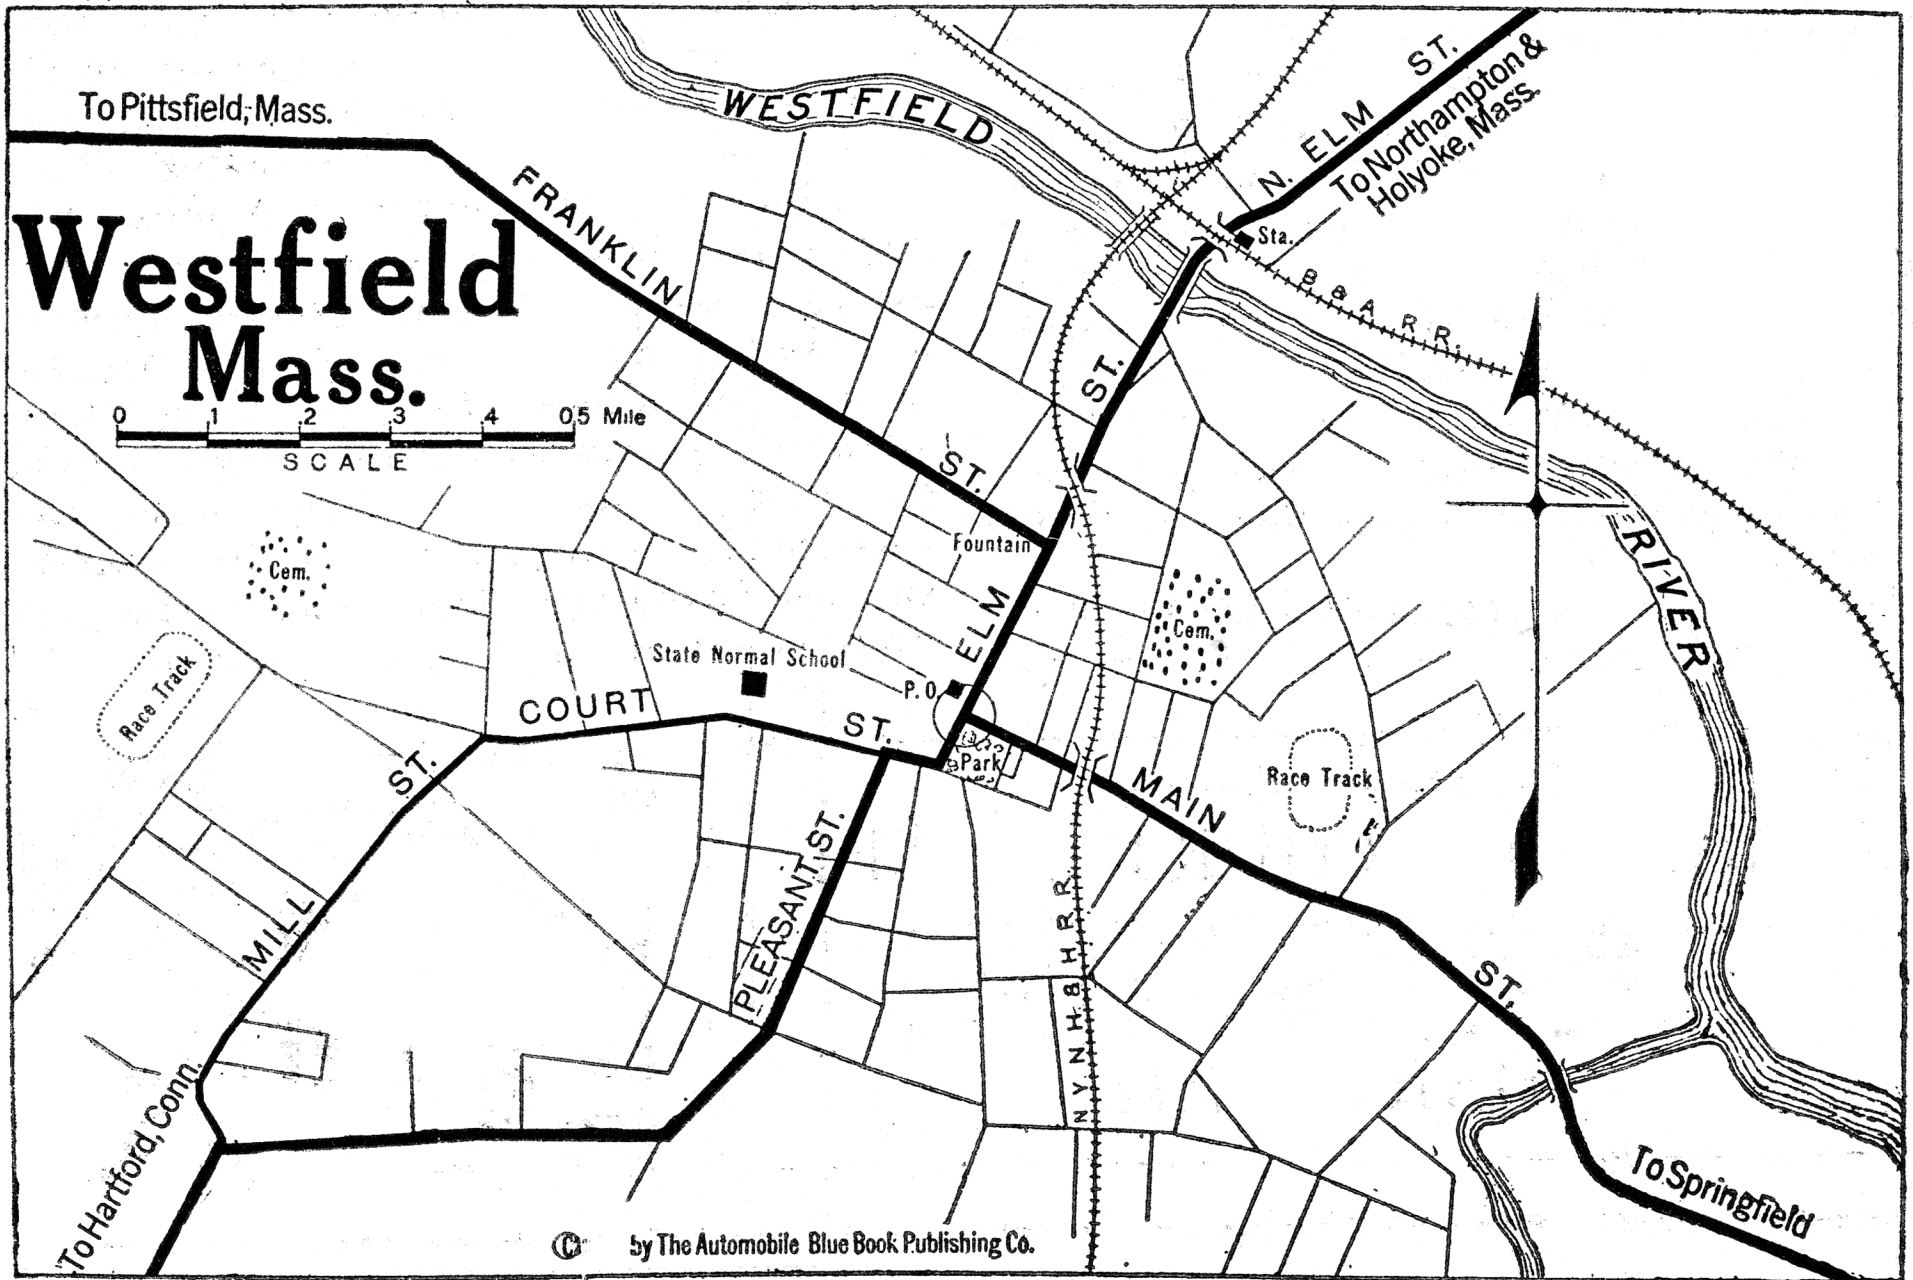 To Pittsfield, Mass.
Westfield
Mass.
0 .1 .2 .3 .4 0.5 Mile
SCALE
WESTFIELD
RIVER
N. ELM ST.
To Northampton &
Holyoke, Mass.
Sta.
B & A R R.
FRANKLIN ST.
ST.
Fountain
ELM
Cem.
Cem.
Race Track
State Normal School
P. O.
COURT ST.
Park
MAIN ST.
Race Track
MILL ST.
PLEASANT ST.
N Y N H & H R R
To Hartford, Conn.
To Springfield
© by The Automobile Blue Book Publishing Co.